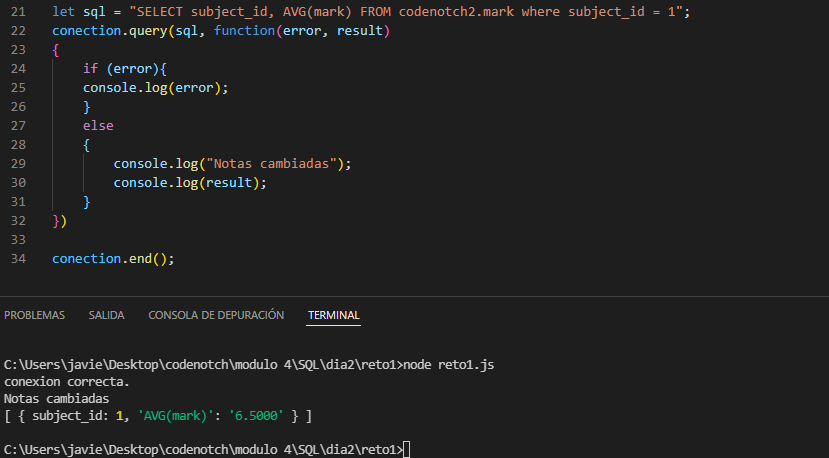 21 let sql = "SELECT subject_id, AVG(mark) FROM codenotch2.mark where subject_id = 1";
22 conection.query(sql, function(error, result)
23 {
24     if (error){
25     console.log(error);
26     }
27     else
28     {
29         console.log("Notas cambiadas");
30         console.log(result);
31     }
32 })
33
34 conection.end();
PROBLEMAS SALIDA CONSOLA DE DEPURACIÓN TERMINAL
C:\Users\javie\Desktop\codenotch\modulo 4\SQL\dia2\reto1>node reto1.js
conexion correcta.
Notas cambiadas
[ { subject_id: 1, 'AVG(mark)': '6.5000' } ]
C:\Users\javie\Desktop\codenotch\modulo 4\SQL\dia2\reto1>